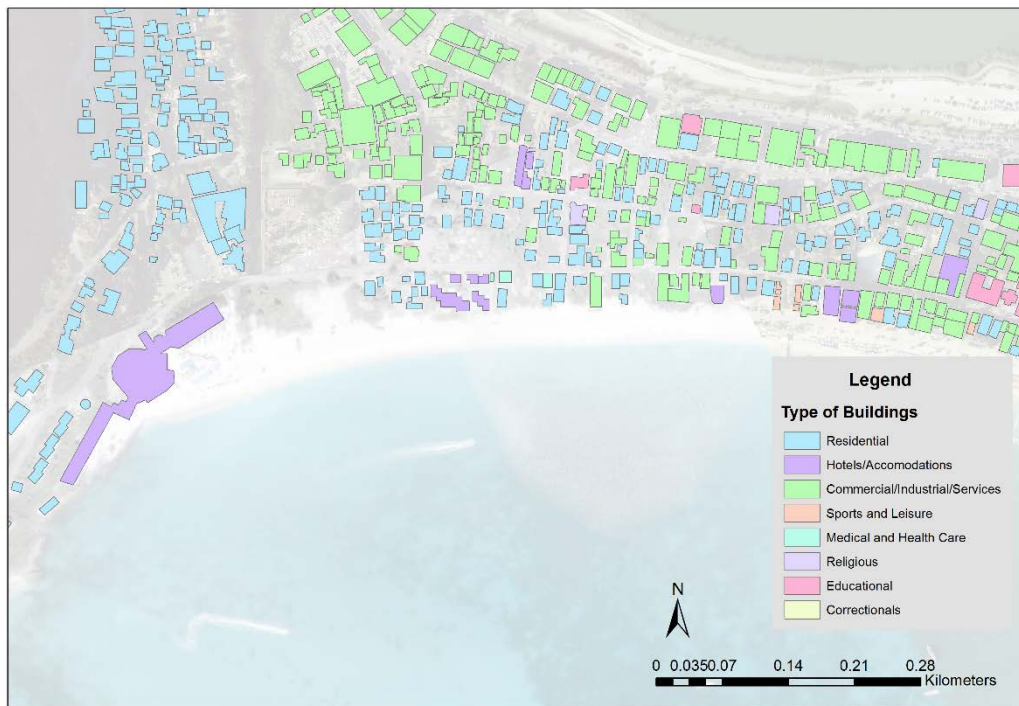 Legend
Type of Buildings
Residential
Hotels/Accomodations
Commercial/Industrial/Services
Sports and Leisure
Medical and Health Care
Religious
Educational
Correctionals
N
0 0.0350.07 0.14 0.21 0.28
Kilometers